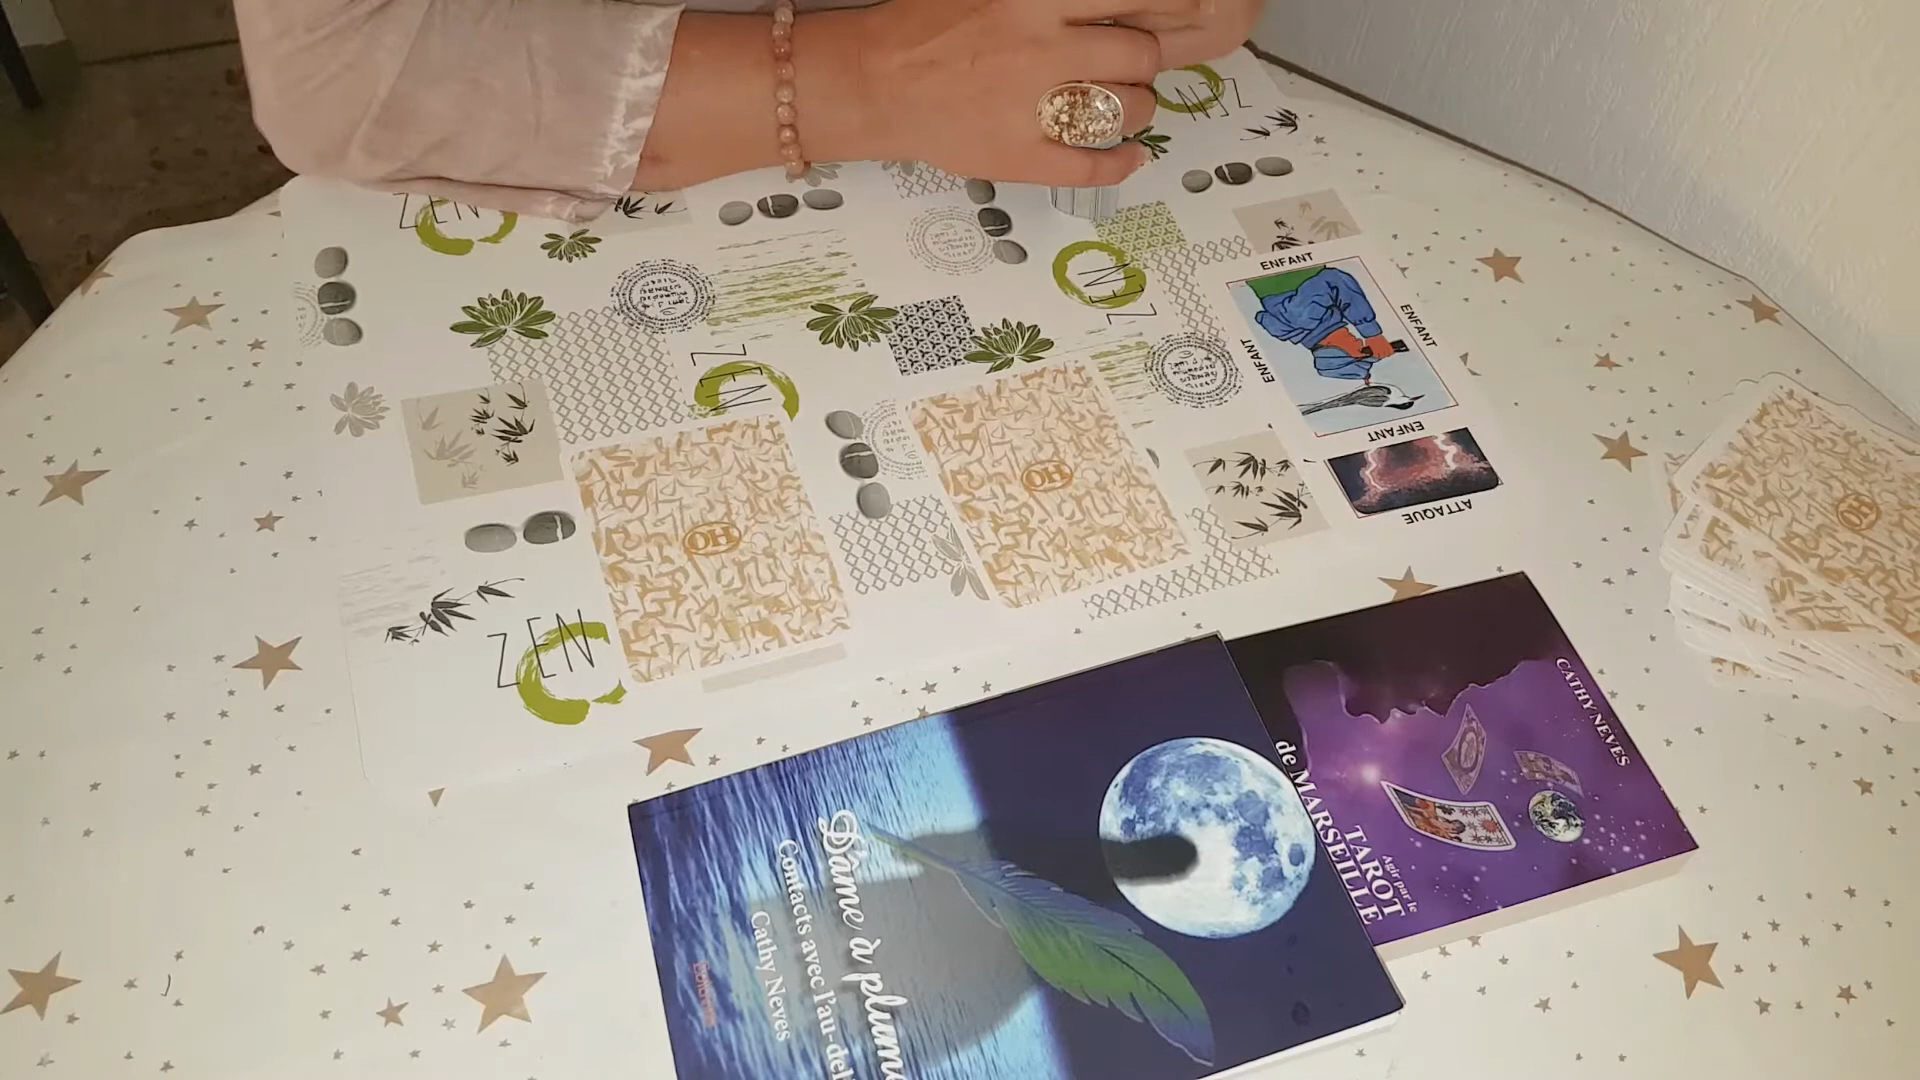 ZEN
ZEN
ZEN
ZEN
ZEN
OH
OH
OH
ENFANT
ENFANT
ENFANT
ENFANT
ATTAQUE
CATHY NEVES
Agir par le
TAROT
de MARSEILLE
D'âme à plume
Contacts avec l'au-del
Cathy Neves